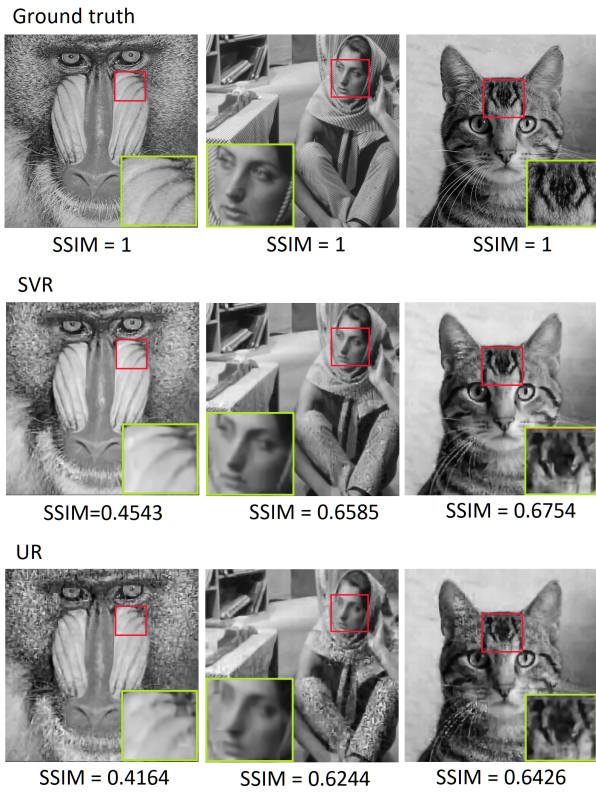 Ground truth
SSIM = 1 SSIM = 1 SSIM = 1
SVR
SSIM=0.4543 SSIM = 0.6585 SSIM = 0.6754
UR
SSIM = 0.4164 SSIM = 0.6244 SSIM = 0.6426